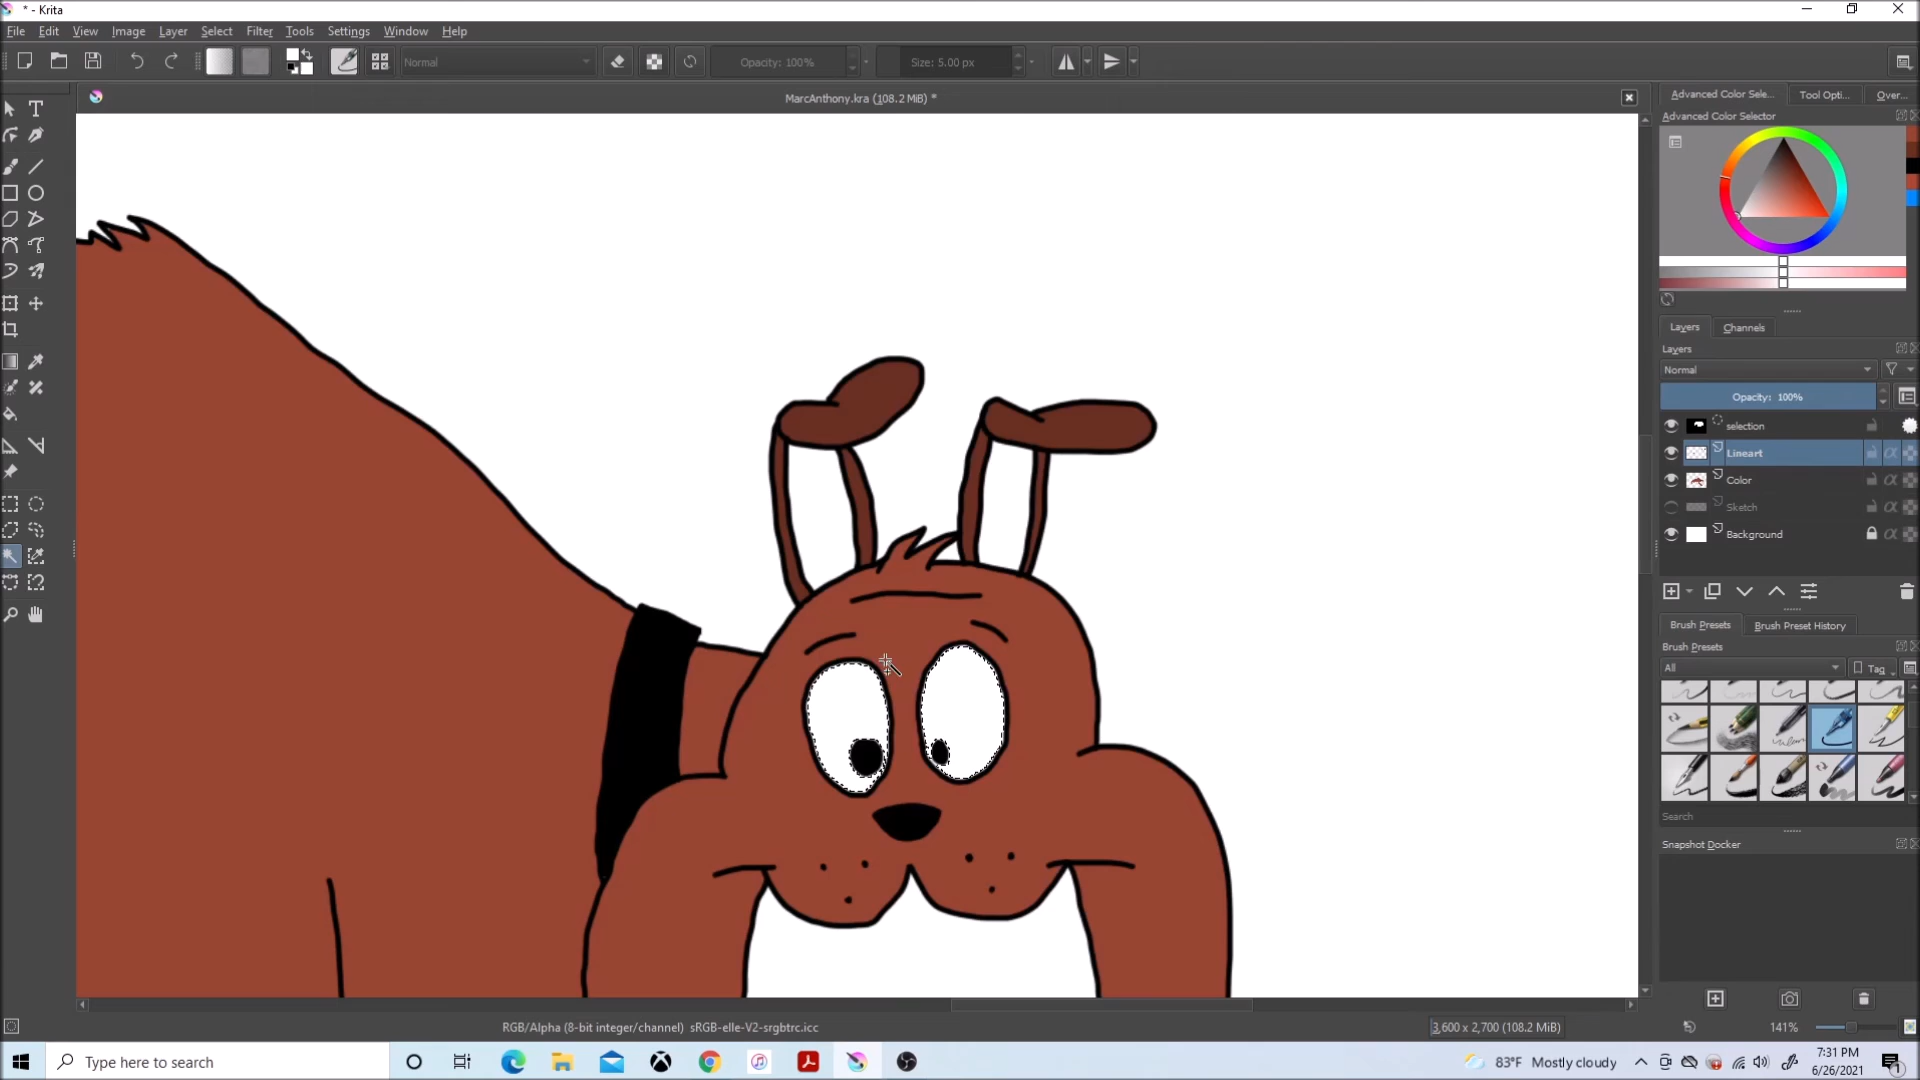 * - Krita
File Edit View Image Layer Select Filter Tools Settings Window Help
Normal Opacity: 100% Size: 5.00 px
MarcAnthony.kra (108.2 MiB) *
Advanced Color Sele... Tool Opti... Over...
Advanced Color Selector
Layers Channels
Layers
Normal
Opacity: 100%
selection
Lineart
Color
Sketch
Background
Brush Presets Brush Preset History
Brush Presets
All Tag
Search
Snapshot Docker
RGB/Alpha (8-bit integer/channel) sRGB-elle-V2-srgbtrc.icc
3,600 x 2,700 (108.2 MiB)
141%
Type here to search
83°F Mostly cloudy
7:31 PM
6/26/2021
1